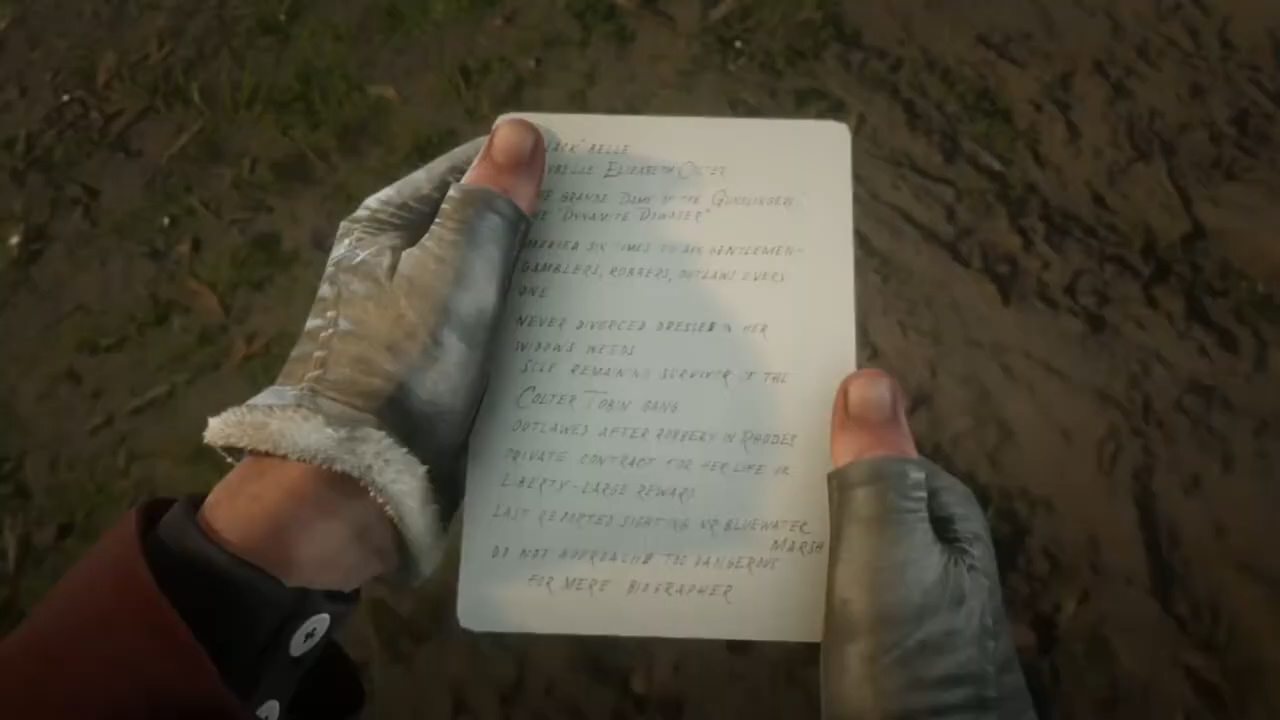 BELLE
ELIZABETH COLTER
GRANDE DAME OF THE GUNSLINGERS'
"DYNAMITE DOWAGER"
MARRIED SIX TIMES TO SIX GENTLEMEN-
GAMBLERS, ROBBERS, OUTLAWS EVERY
ONE
NEVER DIVORCED DRESSES IN HER
WIDOWS WEEDS
SOLE REMAINING SURVIVOR OF THE
COLTER TOBIN GANG
OUTLAWED AFTER ROBBERY IN RHODES
PRIVATE CONTRACT FOR HER LIFE OR
LIBERTY-LARGE REWARD
LAST REPORTED SIGHTING NR BLUEWATER
MARSH
DO NOT APPROACH TOO DANGEROUS
FOR MERE BIOGRAPHER